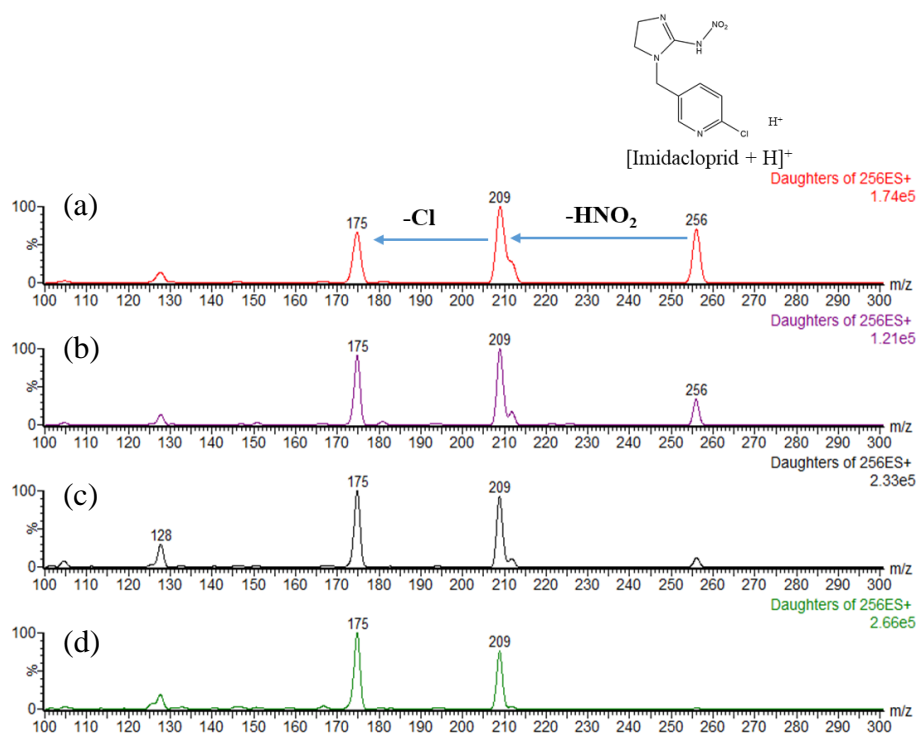 N
NO₂
N
H
N
N
Cl
H⁺
[Imidacloprid + H]⁺
Daughters of 256ES+
1.74e5
(a)
-Cl
-HNO₂
100
%
0
175
209
256
100 110 120 130 140 150 160 170 180 190 200 210 220 230 240 250 260 270 280 290 300 m/z
Daughters of 256ES+
1.21e5
(b)
100
%
0
175
209
256
100 110 120 130 140 150 160 170 180 190 200 210 220 230 240 250 260 270 280 290 300 m/z
Daughters of 256ES+
2.33e5
(c)
100
%
0
128
175
209
100 110 120 130 140 150 160 170 180 190 200 210 220 230 240 250 260 270 280 290 300 m/z
Daughters of 256ES+
2.66e5
(d)
100
%
0
175
209
100 110 120 130 140 150 160 170 180 190 200 210 220 230 240 250 260 270 280 290 300 m/z